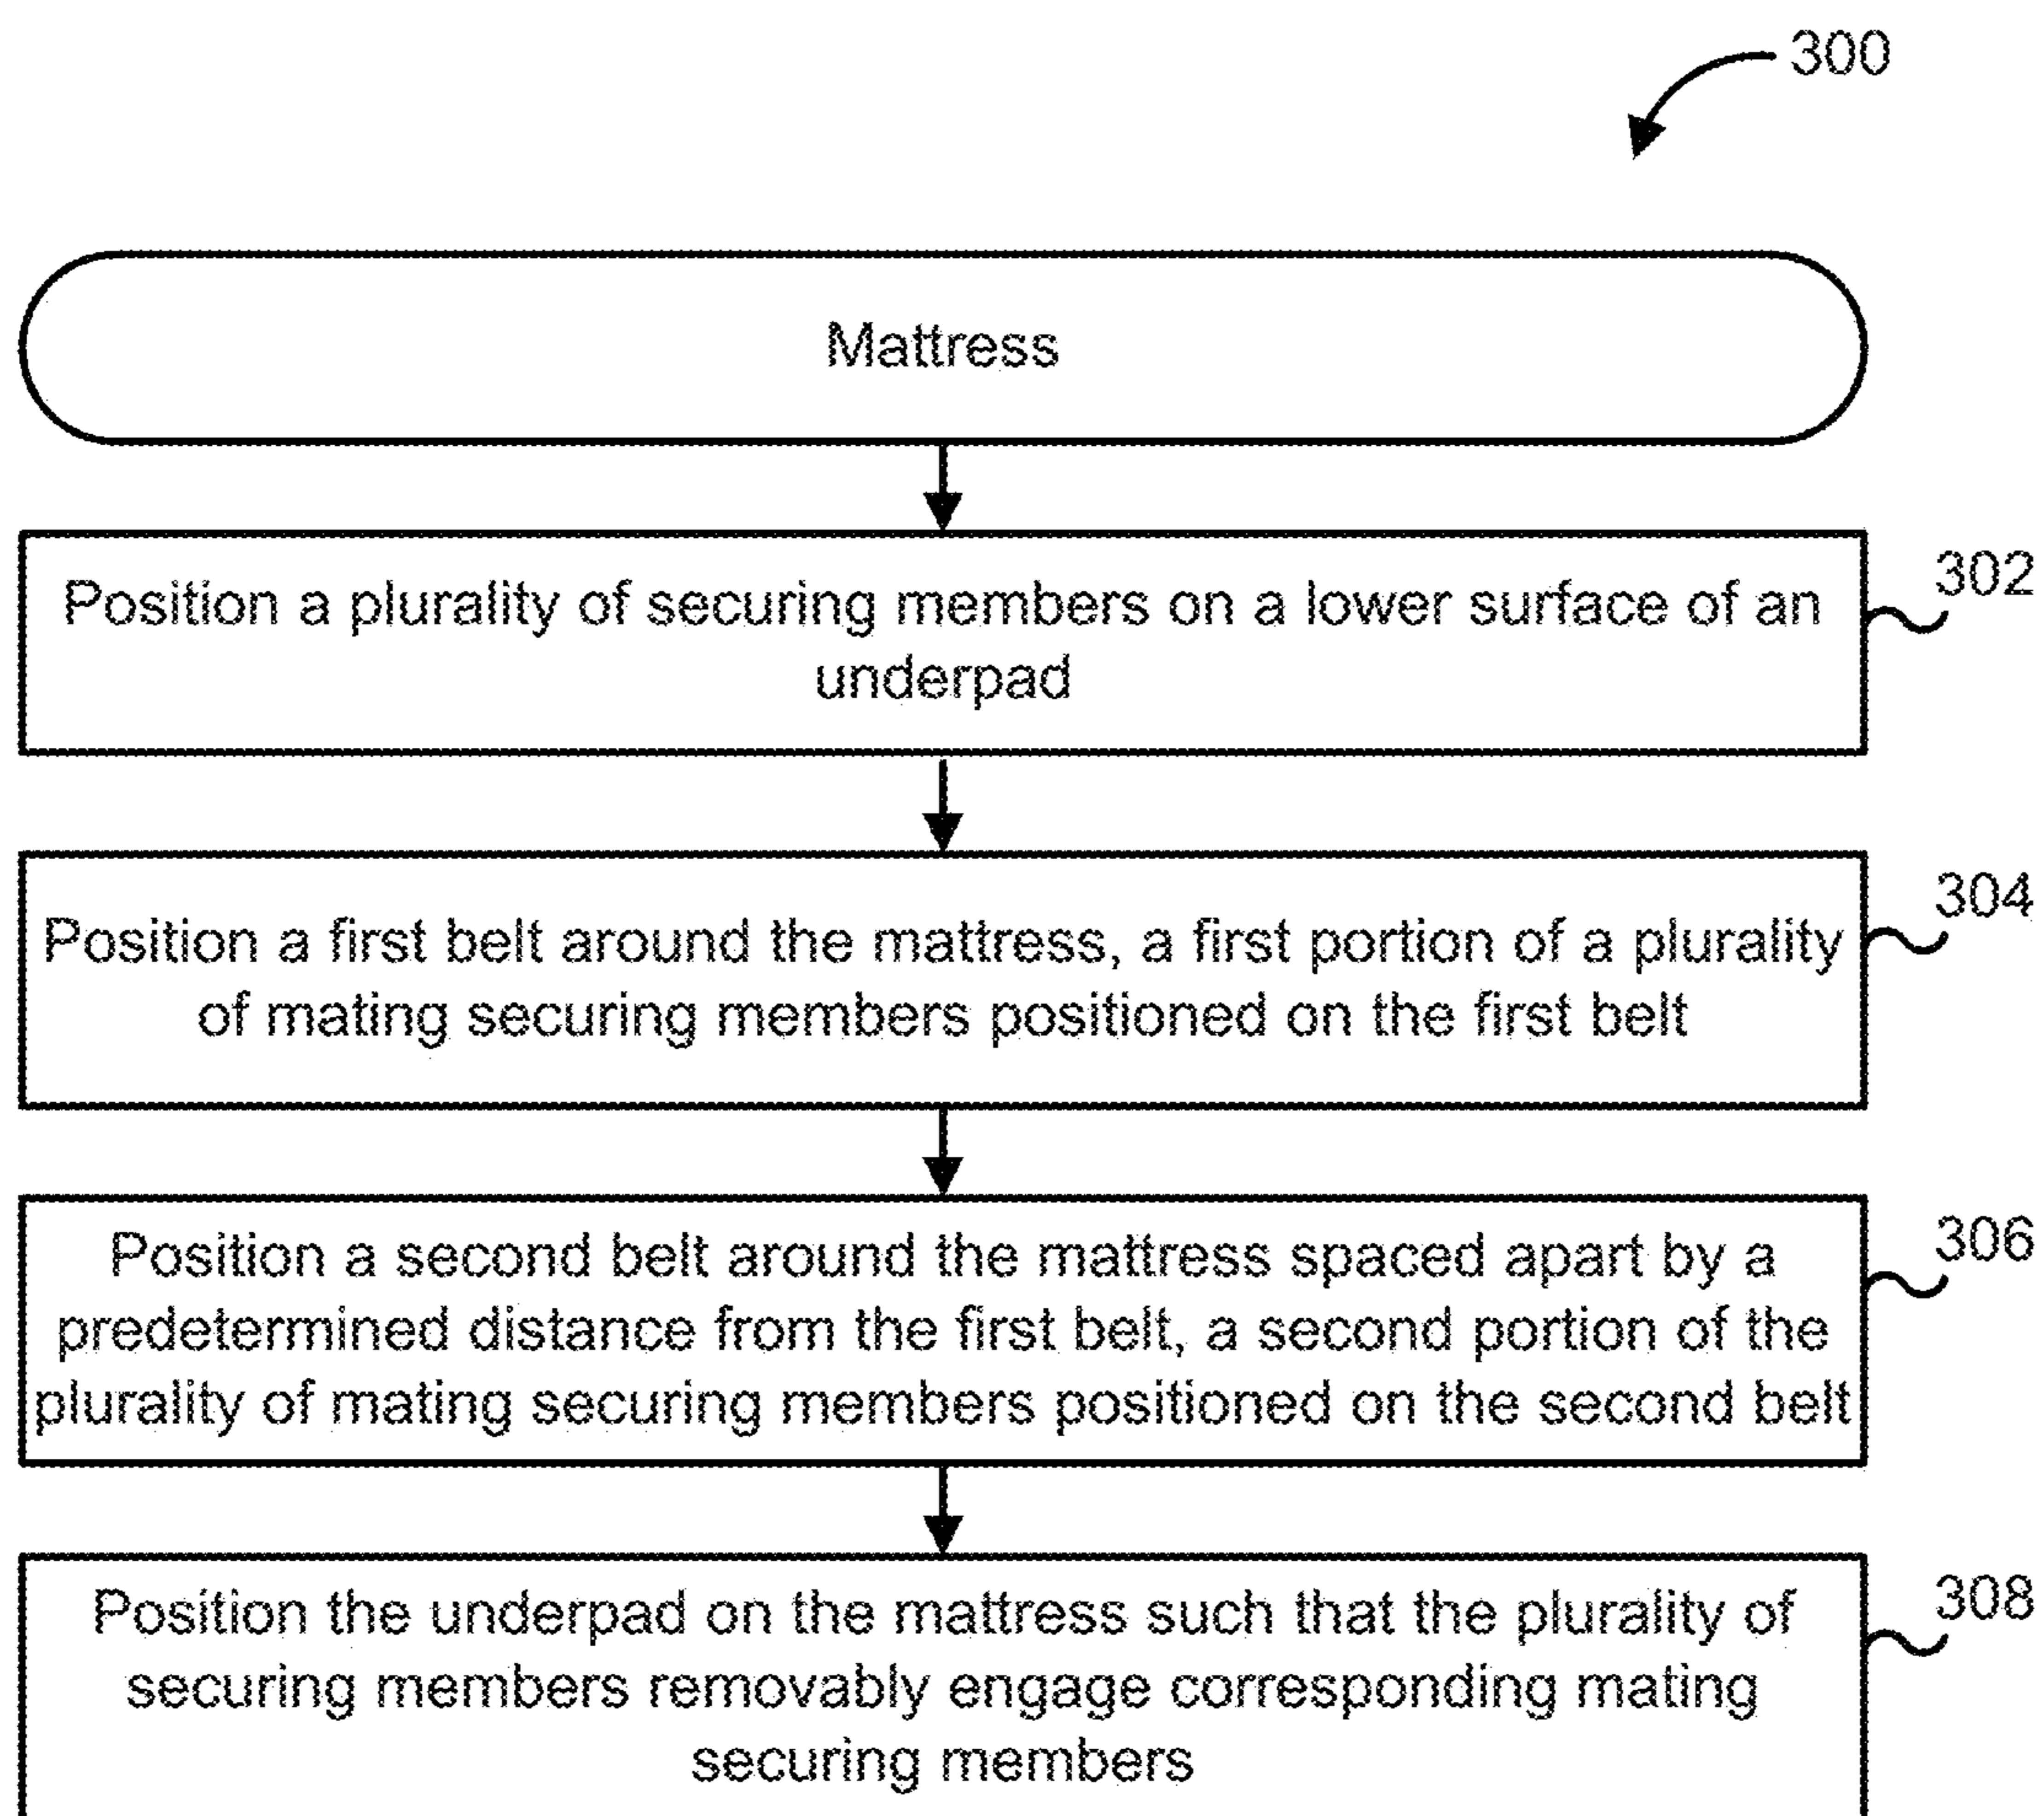 300
Mattress
302
Position a plurality of securing members on a lower surface of an
underpad
304
Position a first belt around the mattress, a first portion of a plurality
of mating securing members positioned on the first belt
306
Position a second belt around the mattress spaced apart by a
predetermined distance from the first belt, a second portion of the
plurality of mating securing members positioned on the second belt
308
Position the underpad on the mattress such that the plurality of
securing members removably engage corresponding mating
securing members